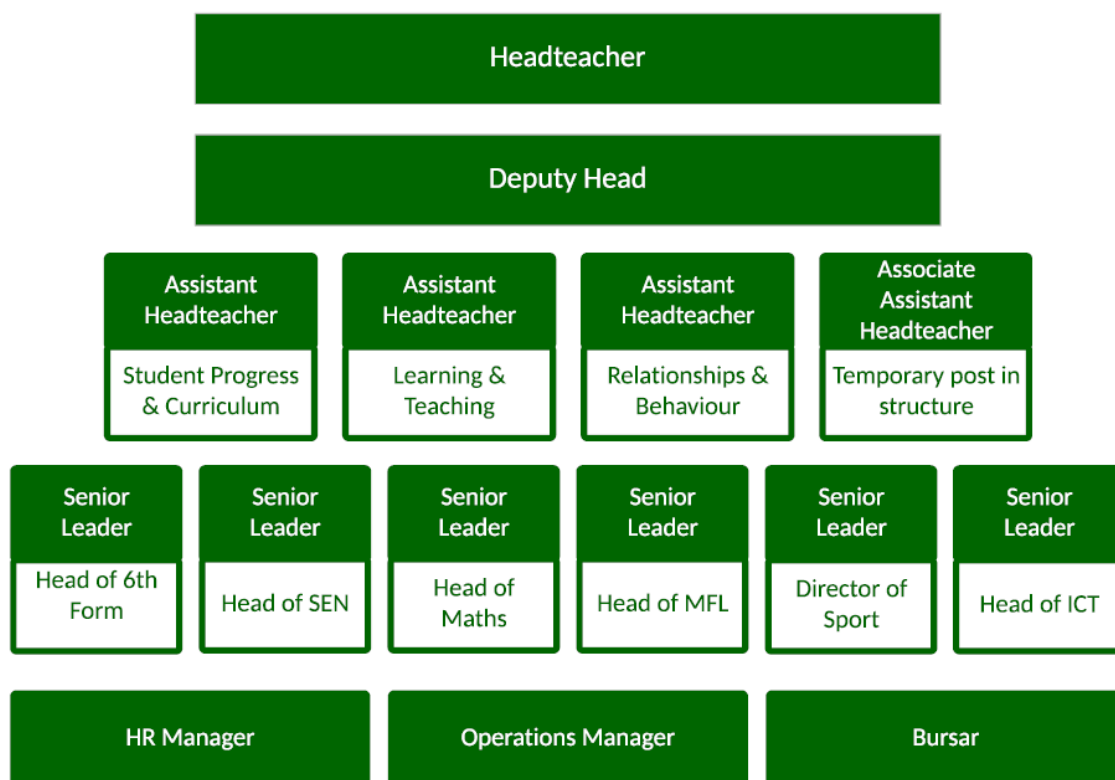 Headteacher
Deputy Head
Assistant
Headteacher
Student Progress
& Curriculum
Assistant
Headteacher
Learning &
Teaching
Assistant
Headteacher
Relationships &
Behaviour
Associate
Assistant
Headteacher
Temporary post in
structure
Senior
Leader
Head of 6th
Form
Senior
Leader
Head of SEN
Senior
Leader
Head of
Maths
Senior
Leader
Head of MFL
Senior
Leader
Director of
Sport
Senior
Leader
Head of ICT
HR Manager
Operations Manager
Bursar